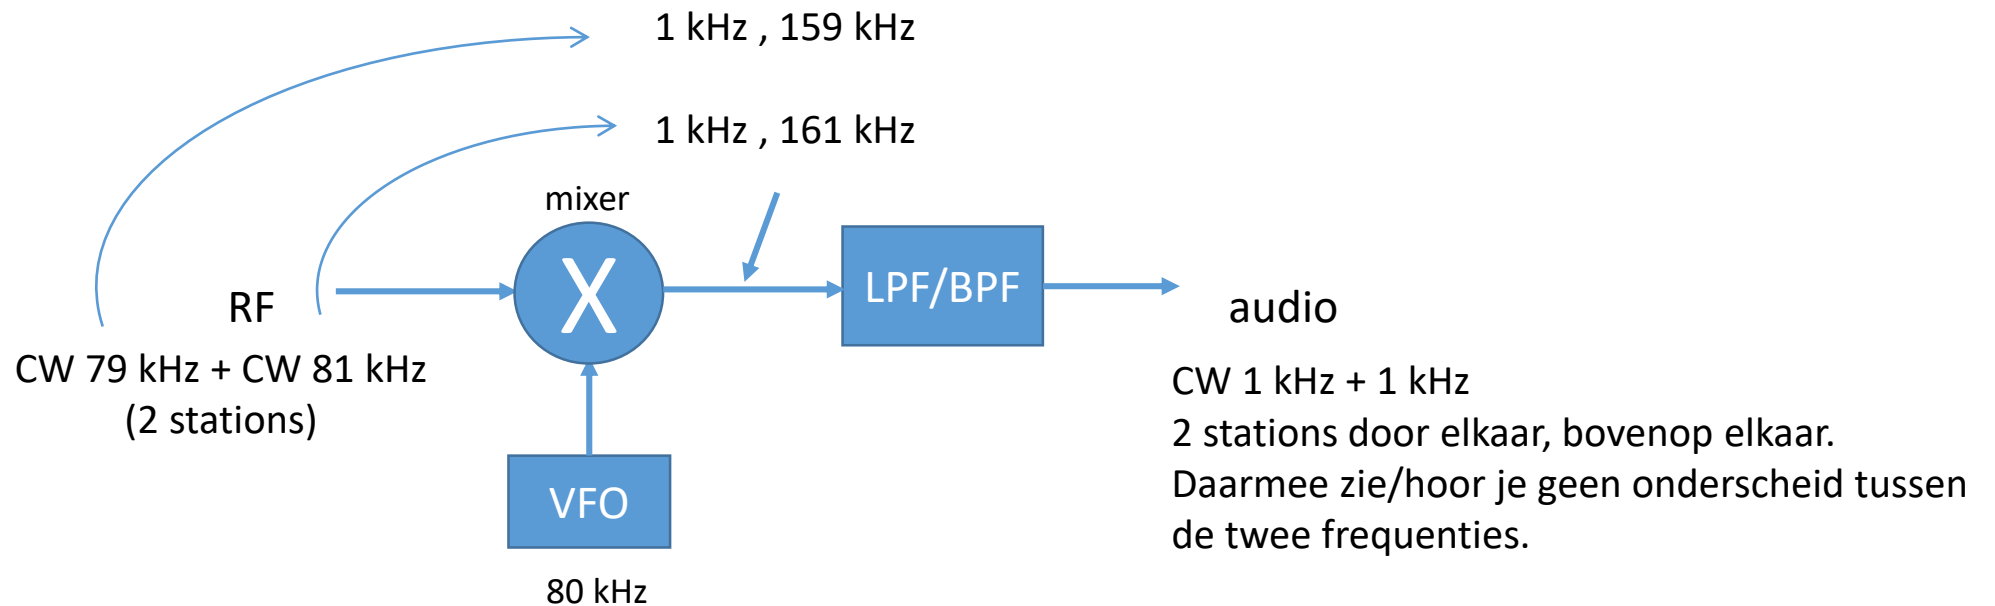 1 kHz , 159 kHz
1 kHz , 161 kHz
mixer
X
LPF/BPF
RF
audio
CW 79 kHz + CW 81 kHz
(2 stations)
VFO
80 kHz
CW 1 kHz + 1 kHz
2 stations door elkaar, bovenop elkaar.
Daarmee zie/hoor je geen onderscheid tussen
de twee frequenties.